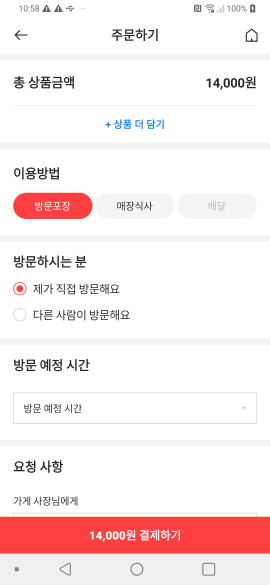 10:58
100%
주문하기
총 상품금액 14,000원
+ 상품 더 담기
이용방법
방문포장 매장식사 배달
방문하시는 분
제가 직접 방문해요
다른 사람이 방문해요
방문 예정 시간
방문 예정 시간
요청 사항
가게 사장님에게
14,000원 결제하기